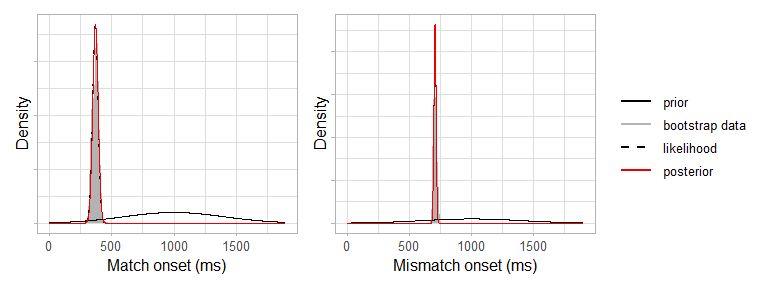 Density
0
500
1000
1500
Match onset (ms)
Density
0
500
1000
1500
Mismatch onset (ms)
prior
bootstrap data
likelihood
posterior